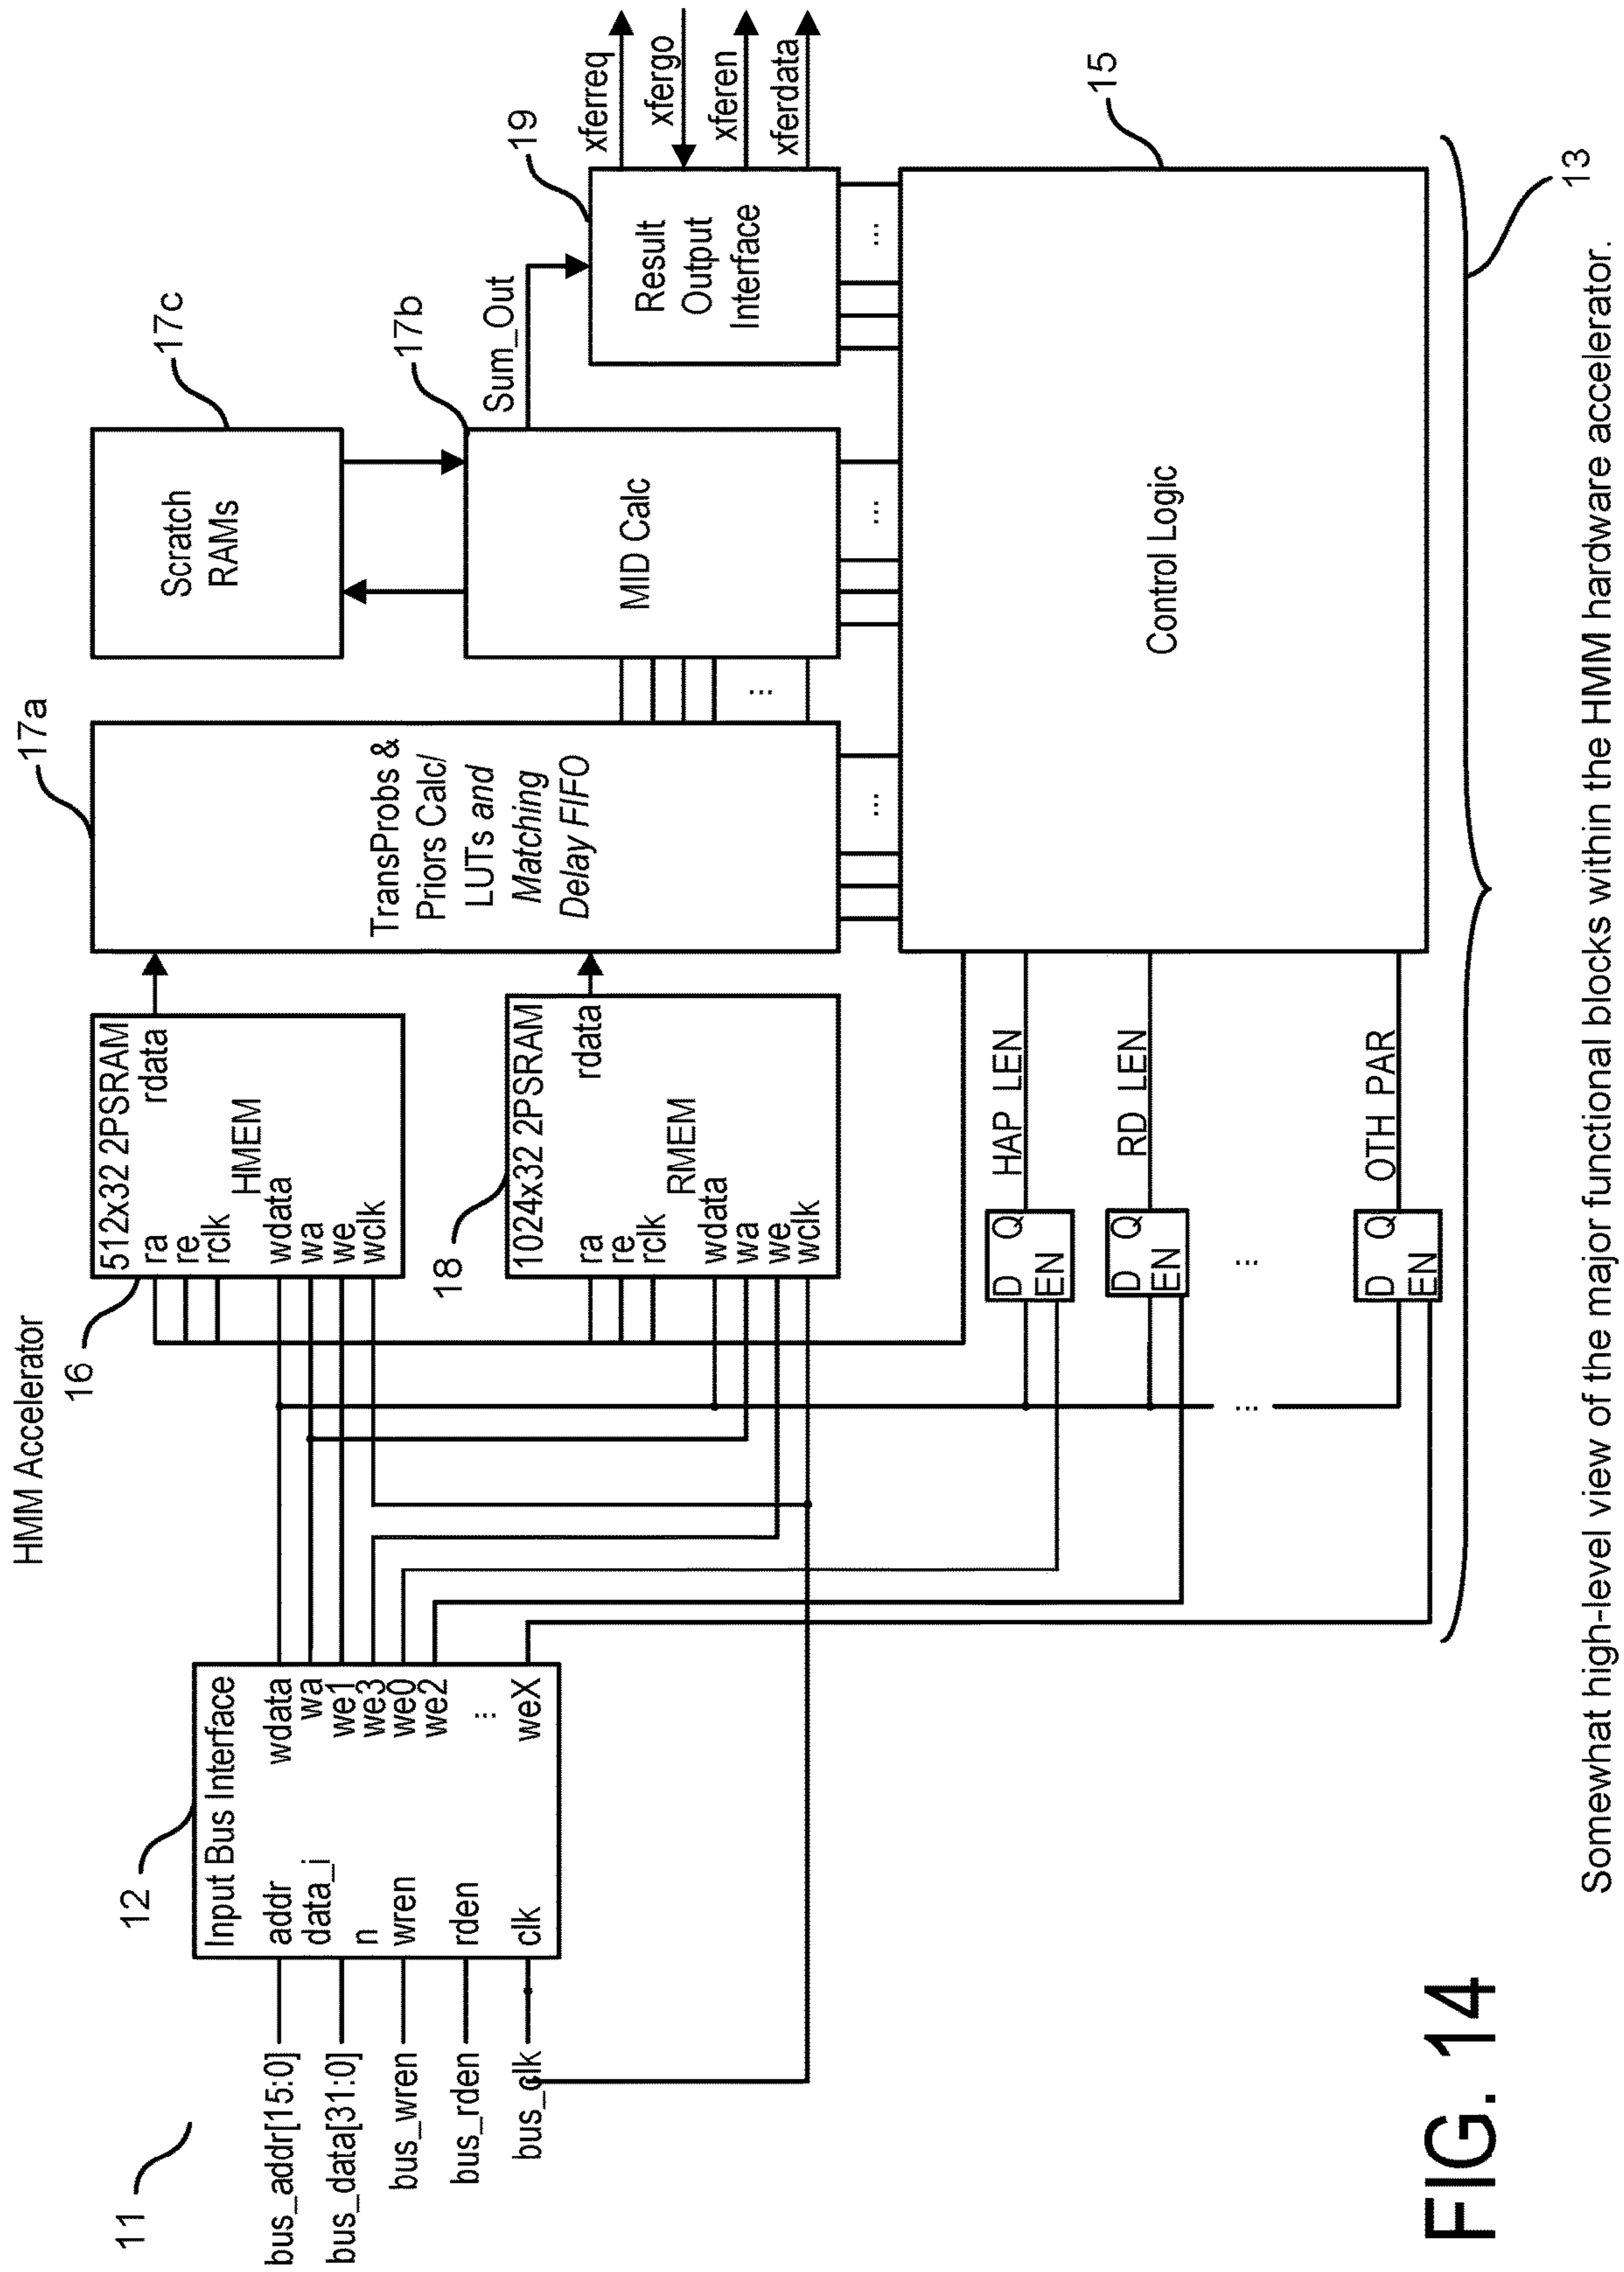 HMM Accelerator
11
bus_addr[15:0]
bus_data[31:0]
bus_wren
bus_rden
bus_clk
12
Input Bus Interface
addr
data_i
n
wren
rden
clk
wdata
wa
we1
we3
we0
we2
...
weX
16
512x32 2PSRAM
ra
re
rclk
wdata
wa
we
wclk
HMEM
rdata
18
1024x32 2PSRAM
ra
re
rclk
wdata
wa
we
wclk
RMEM
rdata
D Q
EN
HAP_LEN
D Q
EN
RD_LEN
...
...
D Q
EN
OTH_PAR
17a
TransProbs &
Priors Calc/
LUTs and
Matching
Delay FIFO
...
...
17c
Scratch
RAMs
17b
MID Calc
...
Sum_Out
19
Result
Output
Interface
...
xferreq
xfergo
xferen
xferdata
15
Control Logic
13
FIG. 14
Somewhat high-level view of the major functional blocks within the HMM hardware accelerator.